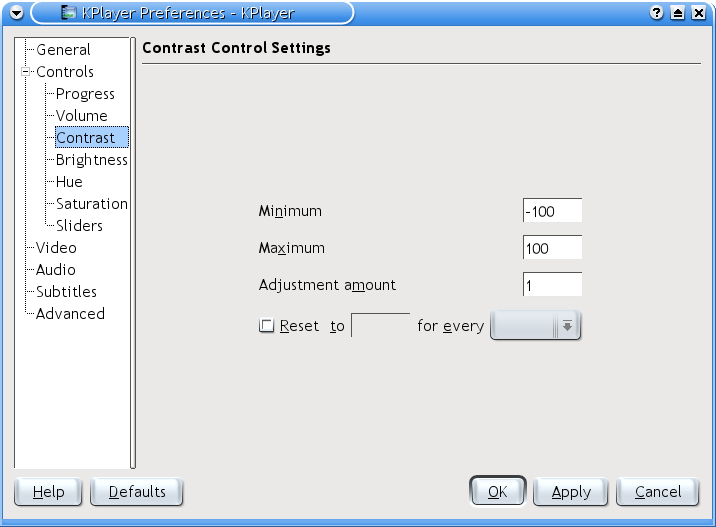 KPlayer Preferences - KPlayer
General
Controls
Progress
Volume
Contrast
Brightness
Hue
Saturation
Sliders
Video
Audio
Subtitles
Advanced
Contrast Control Settings
Minimum -100
Maximum 100
Adjustment amount 1
Reset to for every
Help Defaults OK Apply Cancel